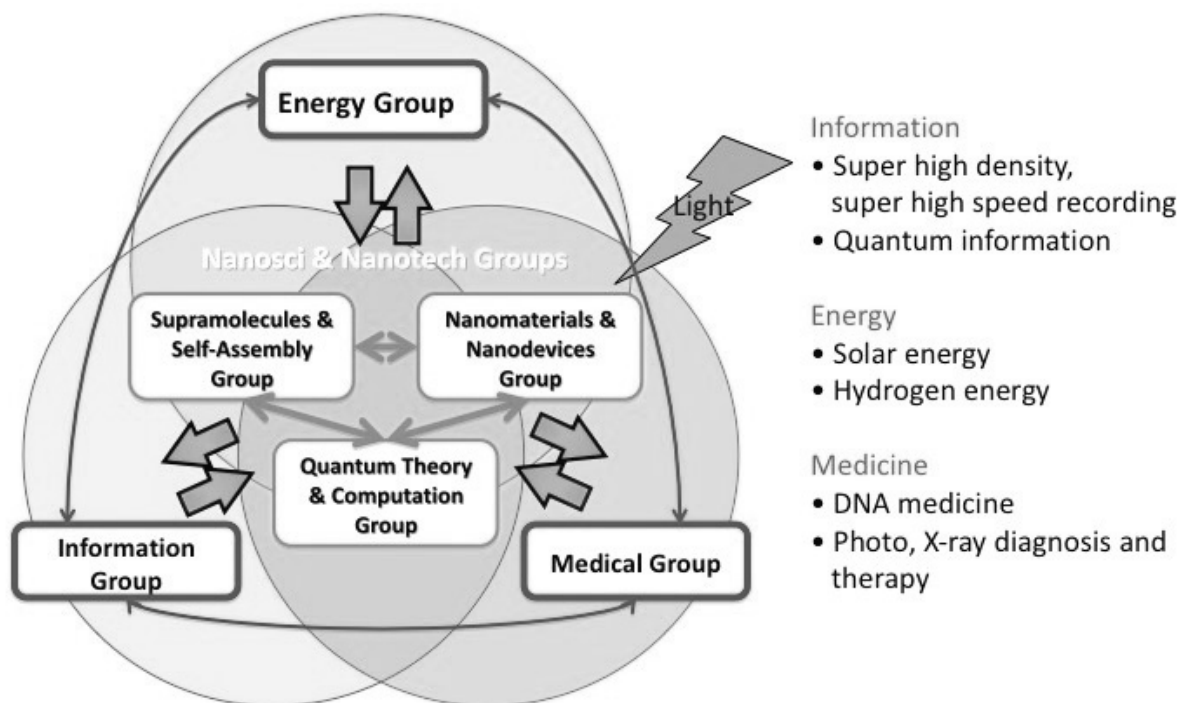 Energy Group
Light
Nanosci & Nanotech Groups
Supramolecules &
Self-Assembly
Group
Nanomaterials &
Nanodevices
Group
Quantum Theory
& Computation
Group
Information
Group
Medical Group
Information
• Super high density,
super high speed recording
• Quantum information
Energy
• Solar energy
• Hydrogen energy
Medicine
• DNA medicine
• Photo, X-ray diagnosis and
therapy